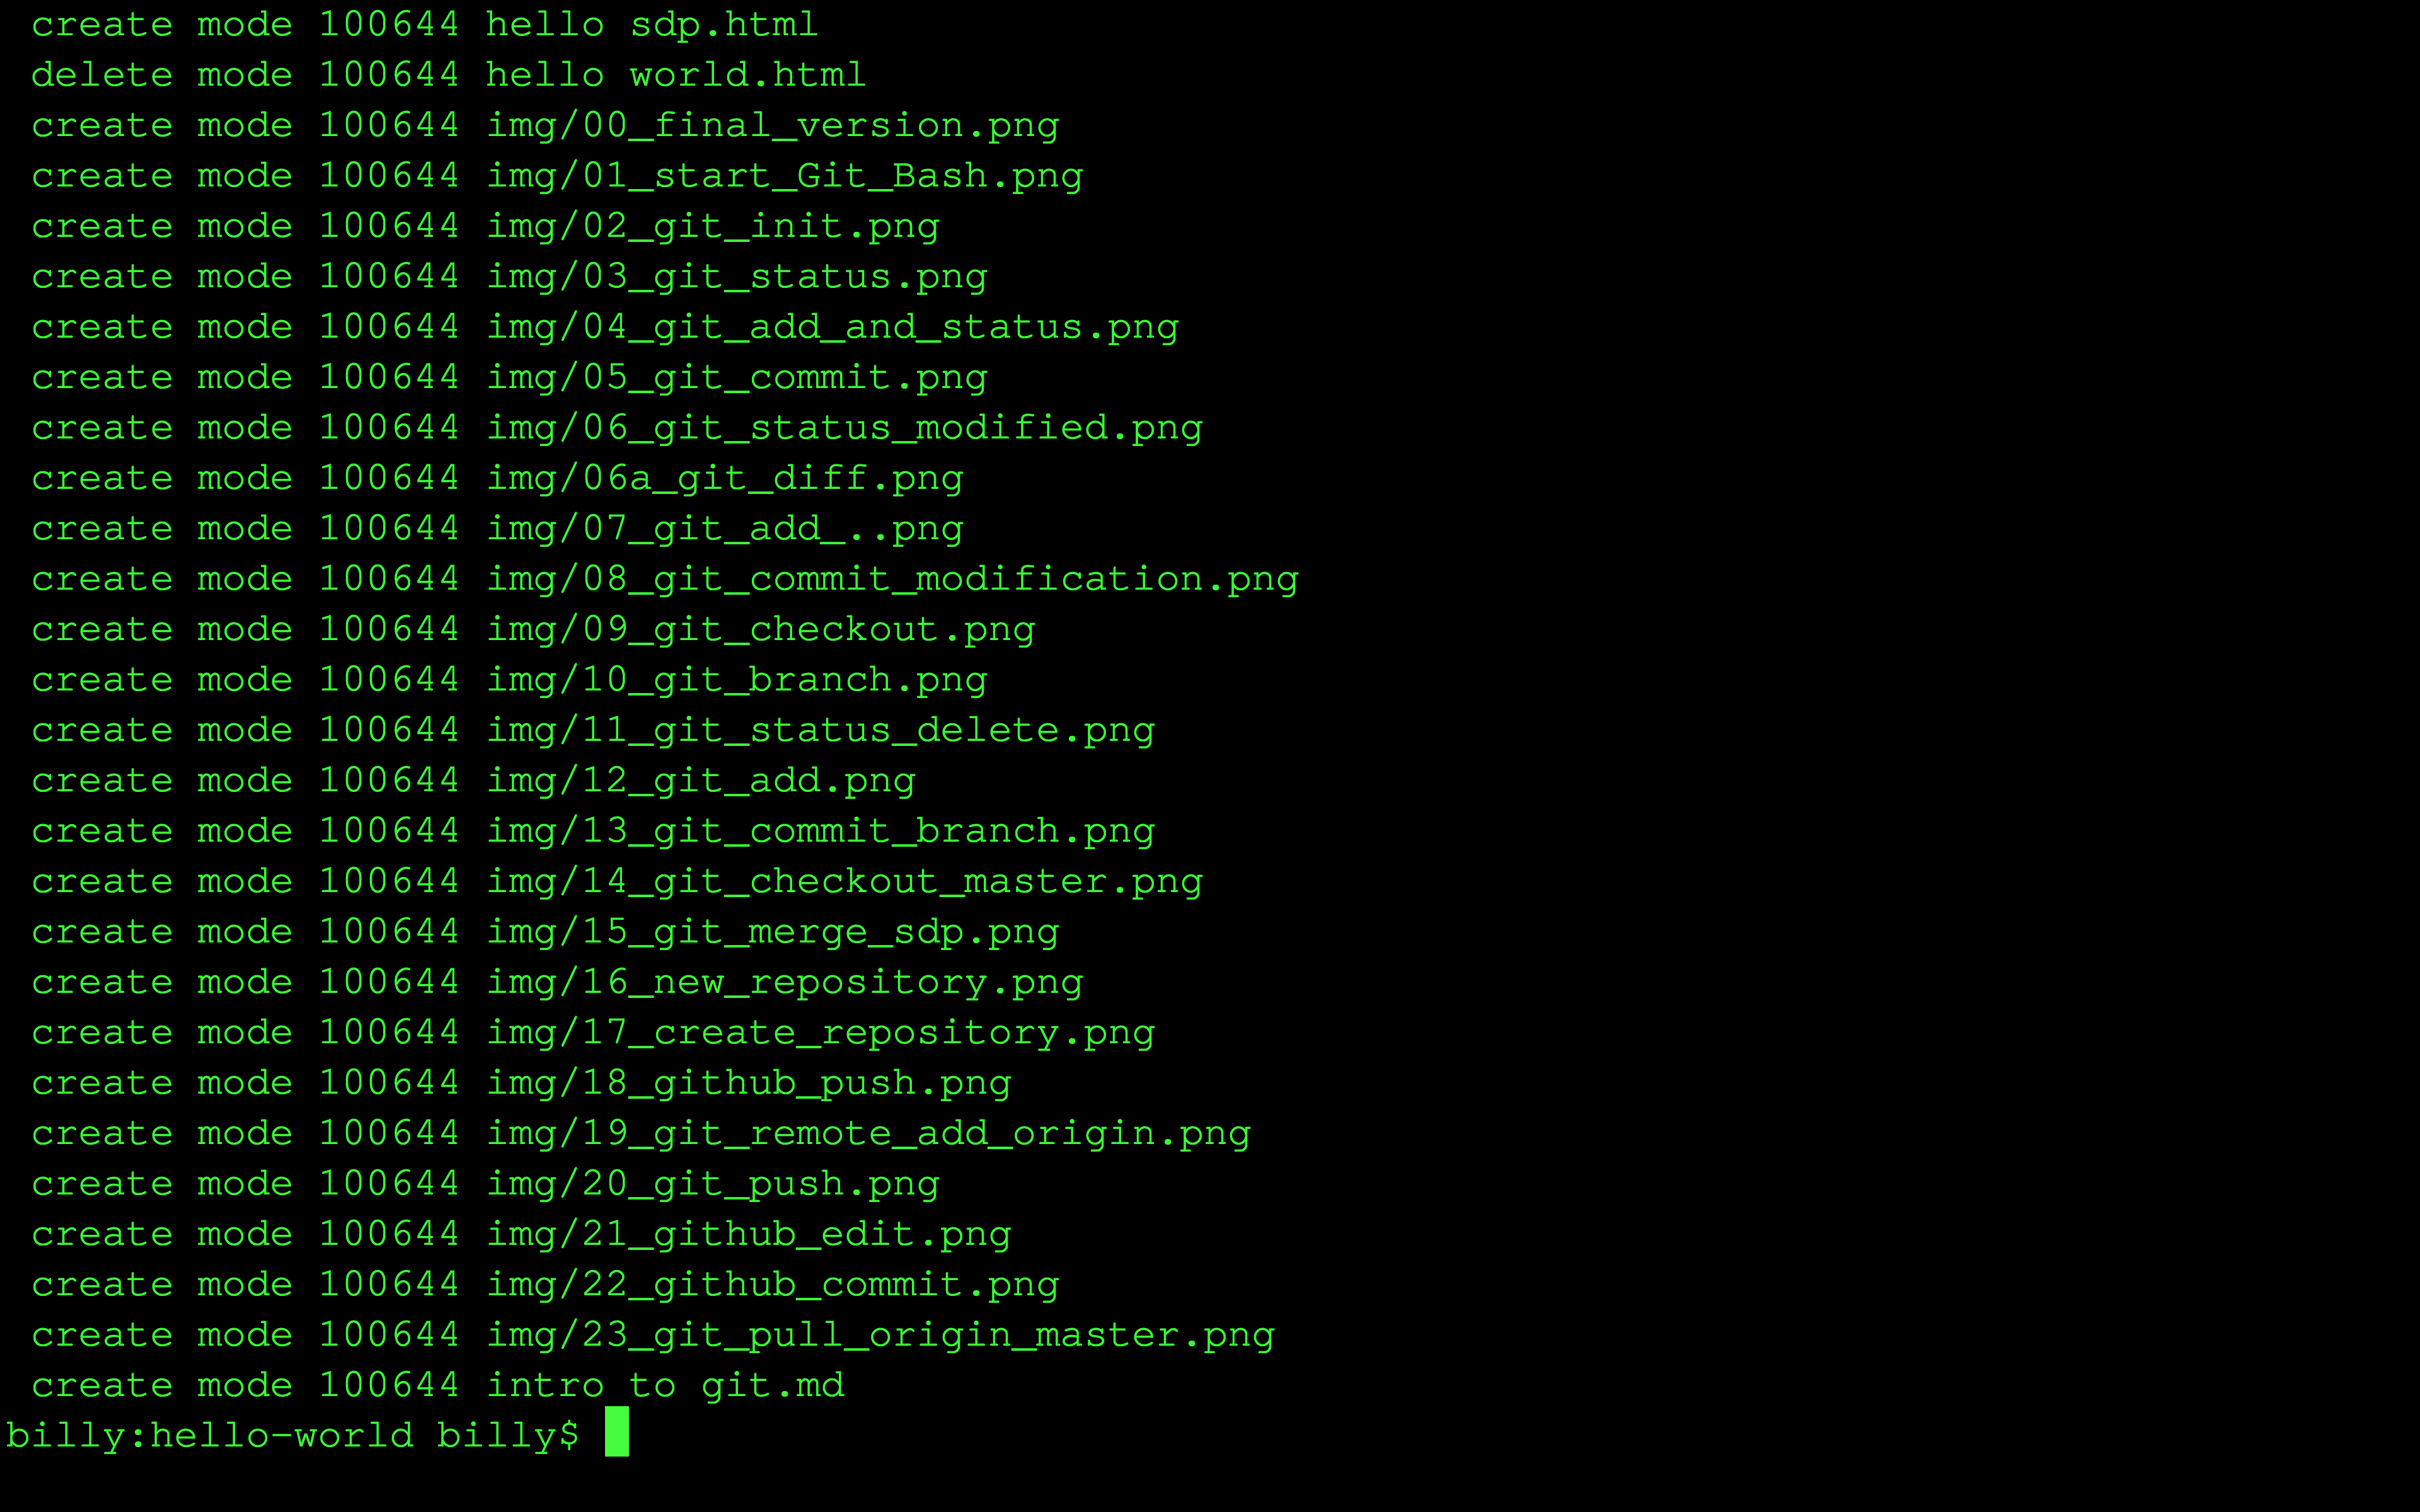 create mode 100644 hello sdp.html
delete mode 100644 hello world.html
create mode 100644 img/00_final_version.png
create mode 100644 img/01_start_Git_Bash.png
create mode 100644 img/02_git_init.png
create mode 100644 img/03_git_status.png
create mode 100644 img/04_git_add_and_status.png
create mode 100644 img/05_git_commit.png
create mode 100644 img/06_git_status_modified.png
create mode 100644 img/06a_git_diff.png
create mode 100644 img/07_git_add_..png
create mode 100644 img/08_git_commit_modification.png
create mode 100644 img/09_git_checkout.png
create mode 100644 img/10_git_branch.png
create mode 100644 img/11_git_status_delete.png
create mode 100644 img/12_git_add.png
create mode 100644 img/13_git_commit_branch.png
create mode 100644 img/14_git_checkout_master.png
create mode 100644 img/15_git_merge_sdp.png
create mode 100644 img/16_new_repository.png
create mode 100644 img/17_create_repository.png
create mode 100644 img/18_github_push.png
create mode 100644 img/19_git_remote_add_origin.png
create mode 100644 img/20_git_push.png
create mode 100644 img/21_github_edit.png
create mode 100644 img/22_github_commit.png
create mode 100644 img/23_git_pull_origin_master.png
create mode 100644 intro to git.md
billy:hello-world billy$